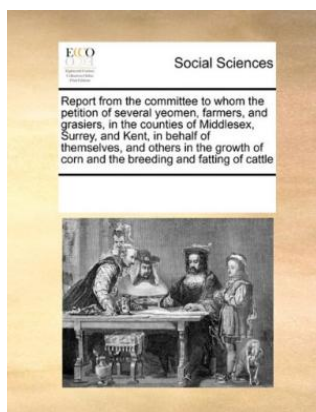 ECCO
Social Sciences
Report from the committee to whom the
petition of several yeomen, farmers, and
grasiers, in the counties of Middlesex,
Surrey, and Kent, in behalf of
themselves, and others in the growth of
corn and the breeding and fatting of cattle